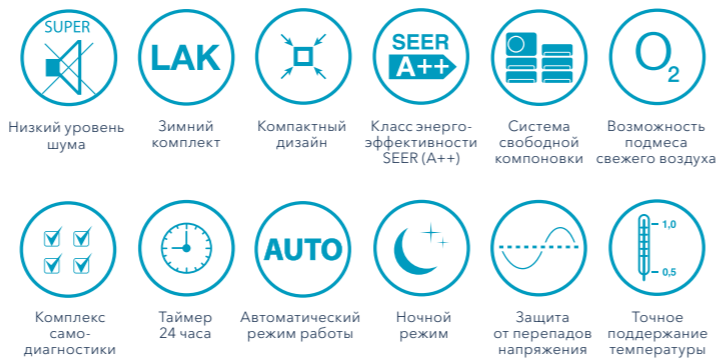 SUPER
LAK
SEER
A++
O2
Низкий уровень
шума
Зимний
комплект
Компактный
дизайн
Класс энерго-
эффективности
SEER (A++)
Система
свободной
компоновки
Возможность
подмеса
свежего воздуха
AUTO
1,0
0,5
Комплекс
само-
диагностики
Таймер
24 часа
Автоматический
режим работы
Ночной
режим
Защита
от перепадов
напряжения
Точное
поддержание
температуры